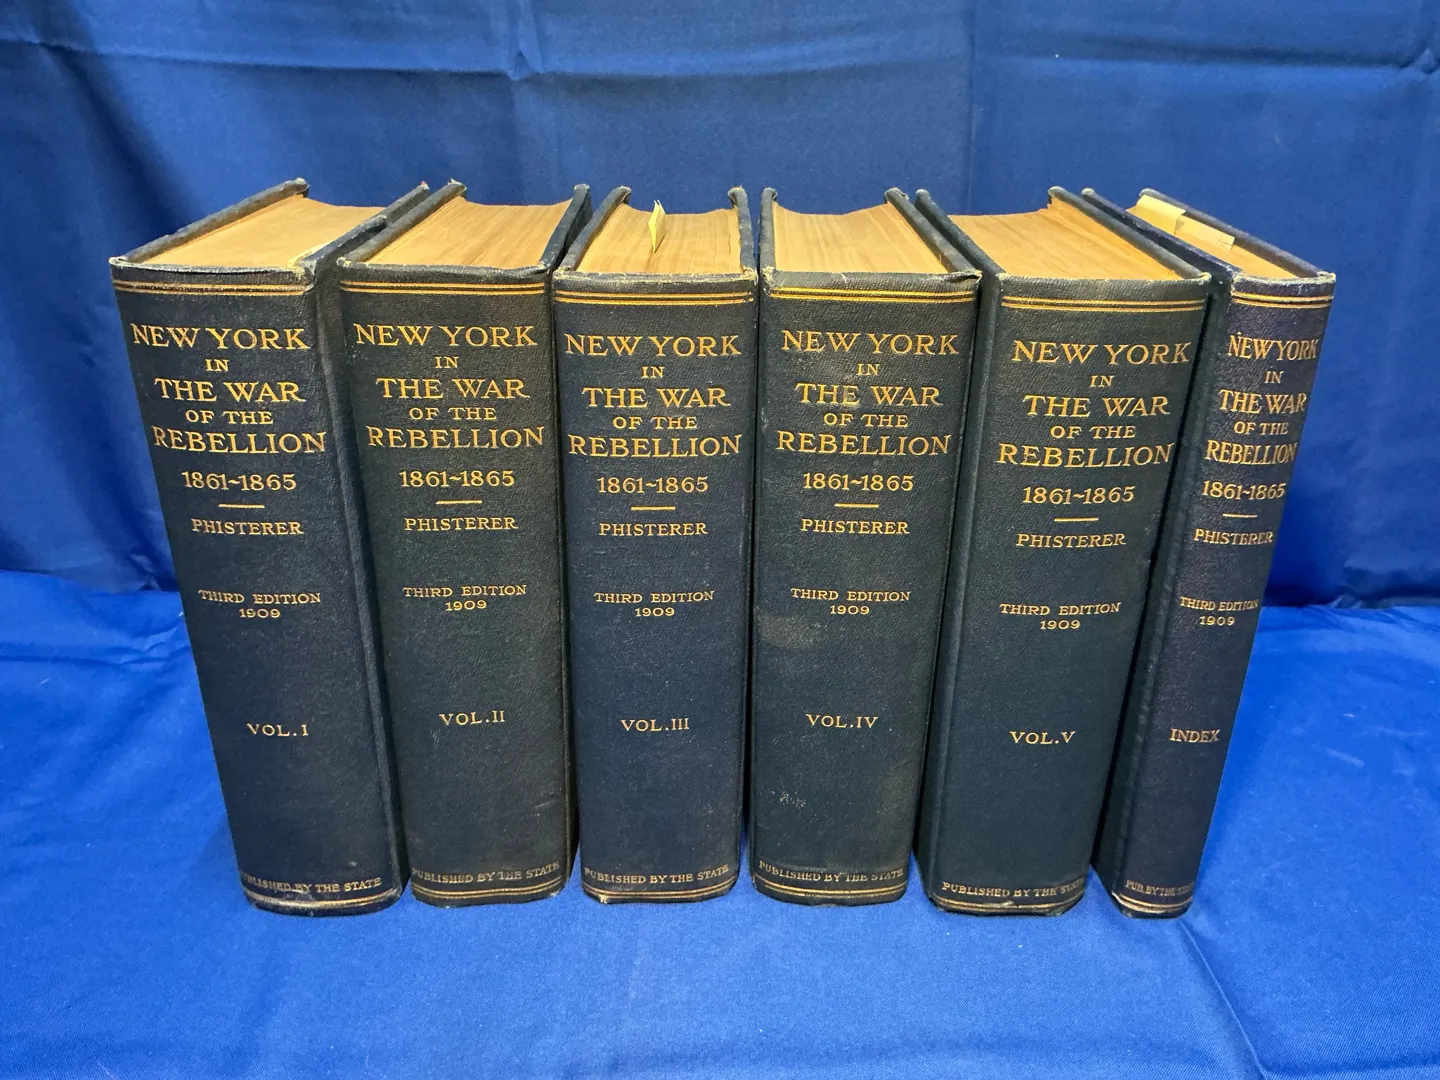 NEW YORK
IN
THE WAR
OF THE
REBELLION
1861~1865
PHISTERER
THIRD EDITION
1909
VOL. I
PUBLISHED BY THE STATE
NEW YORK
IN
THE WAR
OF THE
REBELLION
1861~1865
PHISTERER
THIRD EDITION
1909
VOL. II
PUBLISHED BY THE STATE
NEW YORK
IN
THE WAR
OF THE
REBELLION
1861~1865
PHISTERER
THIRD EDITION
1909
VOL. III
PUBLISHED BY THE STATE
NEW YORK
IN
THE WAR
OF THE
REBELLION
1861~1865
PHISTERER
THIRD EDITION
1909
VOL. IV
PUBLISHED BY THE STATE
NEW YORK
IN
THE WAR
OF THE
REBELLION
1861~1865
PHISTERER
THIRD EDITION
1909
VOL. V
PUBLISHED BY THE STATE
NEW YORK
IN
THE WAR
OF THE
REBELLION
1861~1865
PHISTERER
THIRD EDITION
1909
INDEX
PUB. BY THE STATE